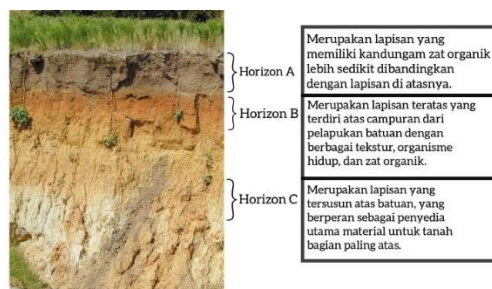 Horizon A
Horizon B
Horizon C
Merupakan lapisan yang
memiliki kandungam zat organik
lebih sedikit dibandingkan
dengan lapisan di atasnya.
Merupakan lapisan teratas yang
terdiri atas campuran dari
pelapukan batuan dengan
berbagai tekstur, organisme
hidup, dan zat organik.
Merupakan lapisan yang
tersusun atas batuan, yang
berperan sebagai penyedia
utama material untuk tanah
bagian paling atas.